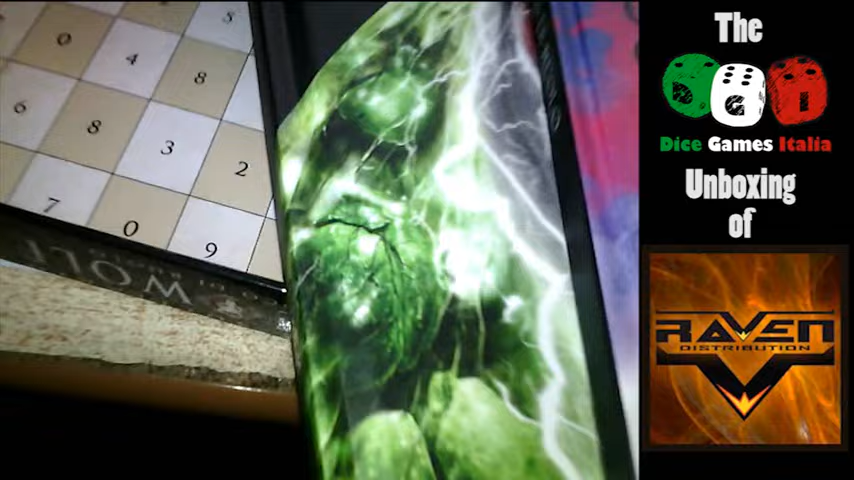 5
0
4
8
6
8
3
2
7
0
9
WOLF
The
D G I
Dice Games Italia
Unboxing
of
RAVEN
DISTRIBUTION